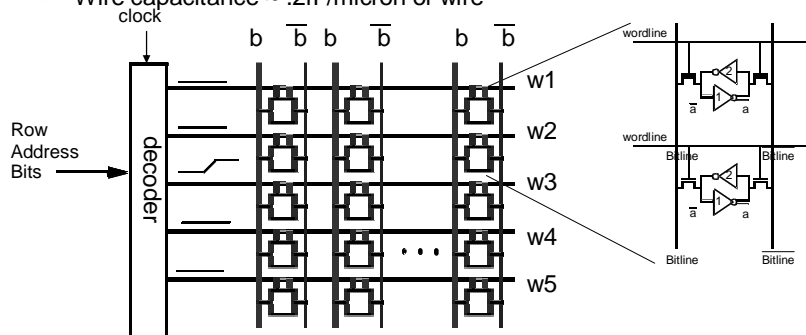 Wire capacitance ~ .2fF/micron of wire
clock
b b b b b b
decoder
Row
Address
Bits
w1
w2
w3
w4
w5
wordline
2
1
a a
wordline
Bitline Bitline
2
1
a a
Bitline Bitline